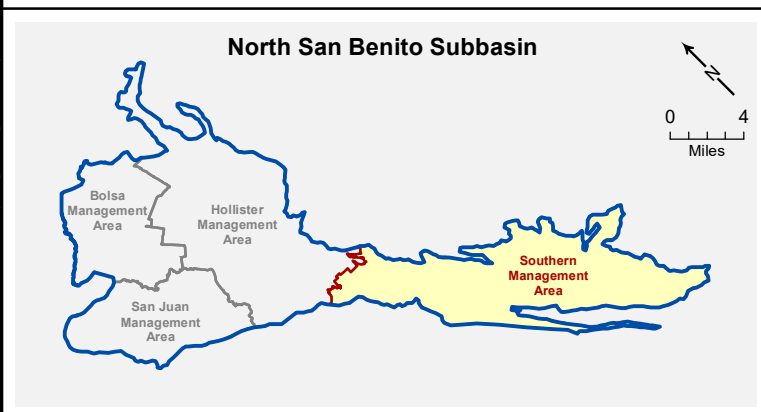 North San Benito Subbasin
N
0 4
Miles
Bolsa
Management
Area
Hollister
Management
Area
San Juan
Management
Area
Southern
Management
Area